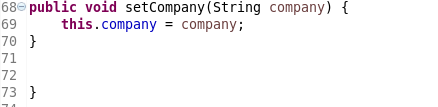 68 public void setCompany(String company) {
69     this.company = company;
70 }
71
72
73 }